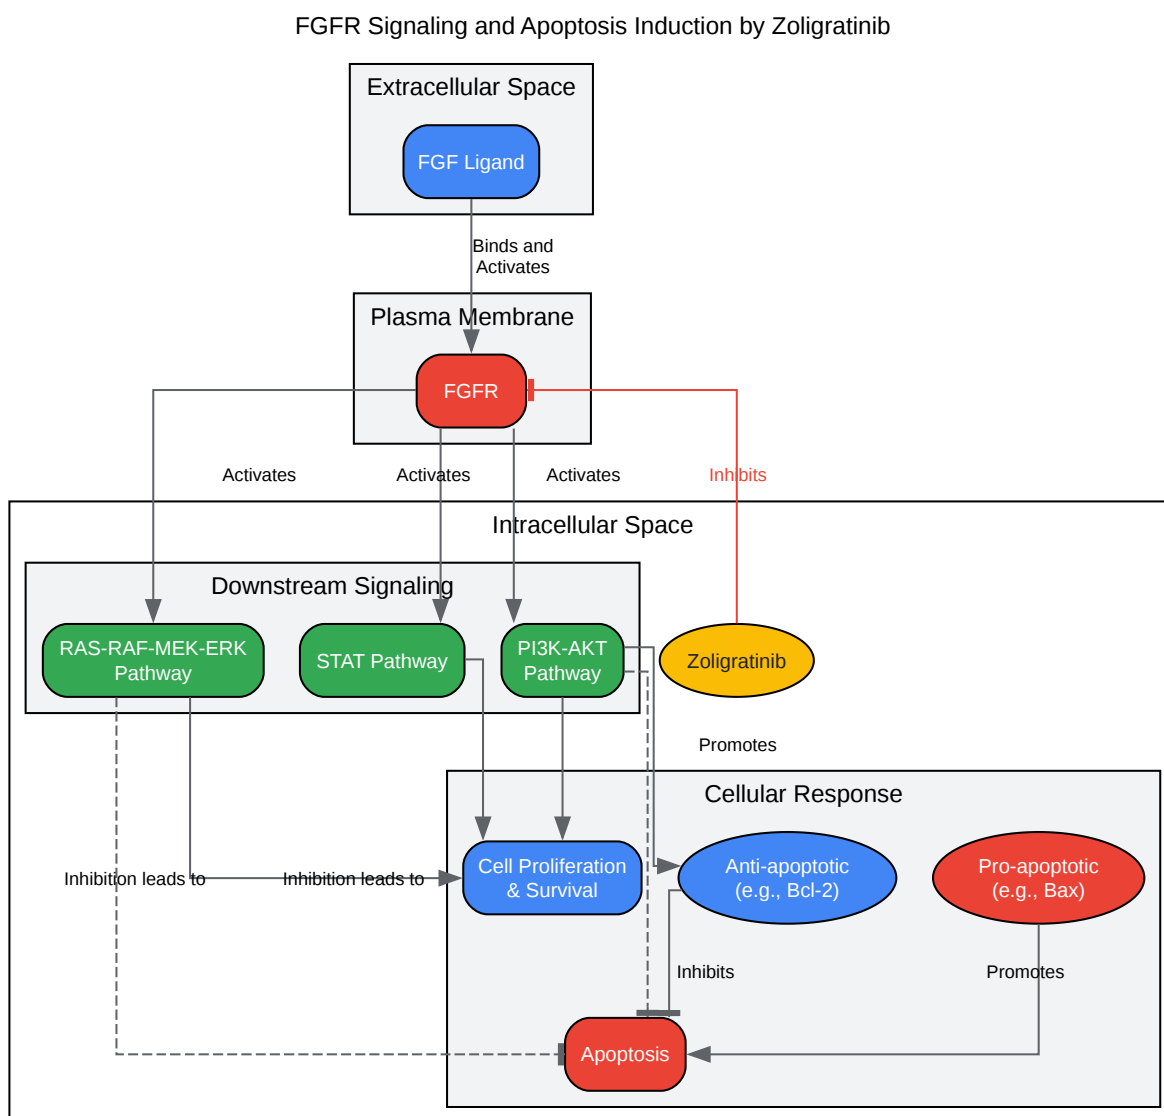 FGFR Signaling and Apoptosis Induction by Zoligratinib
Extracellular Space
FGF Ligand
Binds and
Activates
Plasma Membrane
FGFR
Activates
Activates
Activates
Inhibits
Intracellular Space
Downstream Signaling
RAS-RAF-MEK-ERK
Pathway
STAT Pathway
PI3K-AKT
Pathway
Zoligratinib
Promotes
Cellular Response
Inhibition leads to
Inhibition leads to
Cell Proliferation
& Survival
Anti-apoptotic
(e.g., Bcl-2)
Pro-apoptotic
(e.g., Bax)
Inhibits
Promotes
Apoptosis